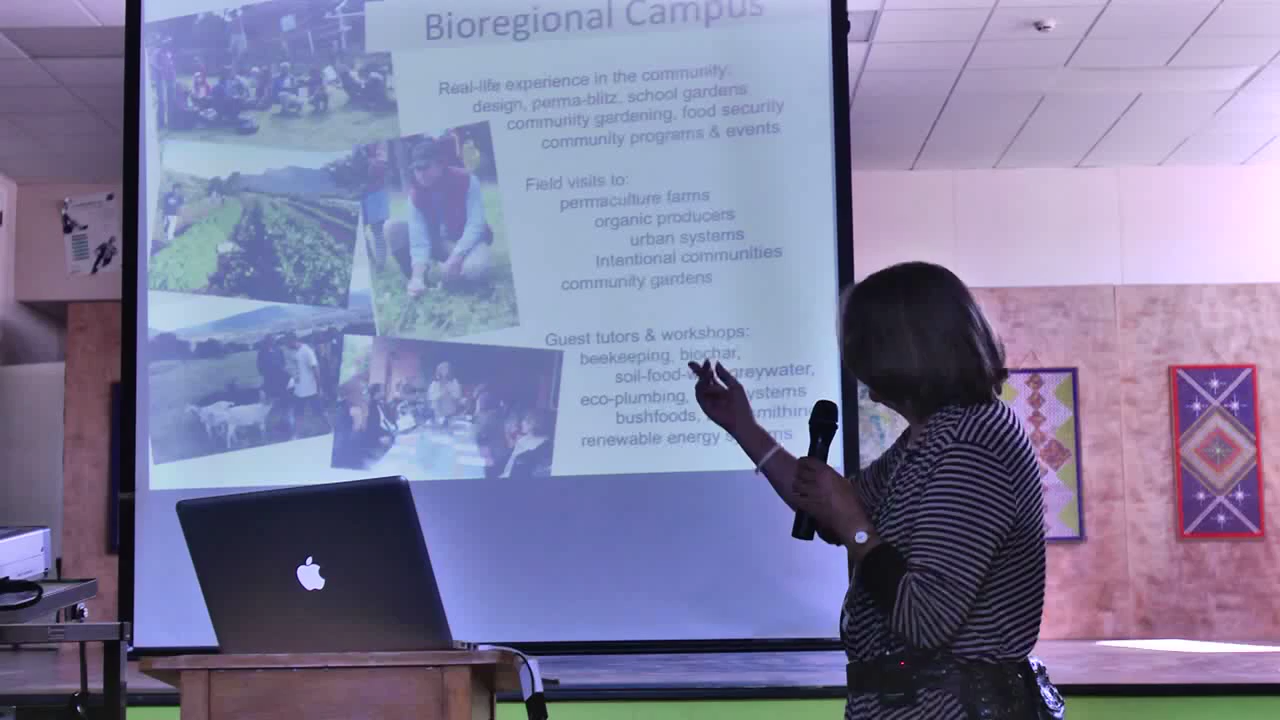 Bioregional Campus
Real-life experience in the community:
design, perma-blitz, school gardens
community gardening, food security
community programs & events
Field visits to:
permaculture farms
organic producers
urban systems
Intentional communities
community gardens
Guest tutors & workshops:
beekeeping, biochar,
soil-food- greywater,
eco-plumbing,
bushfoods,
renewable energy